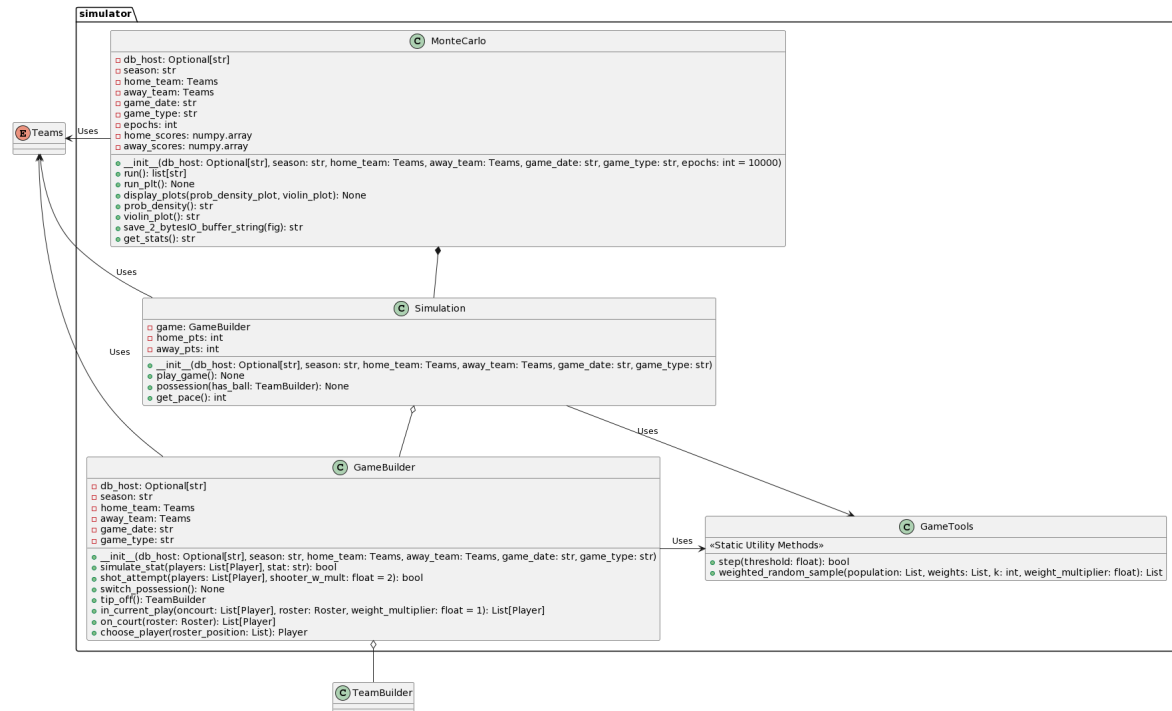 simulator
C MonteCarlo
db_host: Optional[str]
season: str
home_team: Teams
away_team: Teams
game_date: str
game_type: str
epochs: int
home_scores: numpy.array
away_scores: numpy.array
__init__(db_host: Optional[str], season: str, home_team: Teams, away_team: Teams, game_date: str, game_type: str, epochs: int = 10000)
run(): list[str]
run_plt(): None
display_plots(prob_density_plot, violin_plot): None
prob_density(): str
violin_plot(): str
save_2_bytesIO_buffer_string(fig): str
get_stats(): str
E Teams
Uses
Uses
C Simulation
game: GameBuilder
home_pts: int
away_pts: int
__init__(db_host: Optional[str], season: str, home_team: Teams, away_team: Teams, game_date: str, game_type: str)
play_game(): None
possession(has_ball: TeamBuilder): None
get_pace(): int
Uses
Uses
C GameBuilder
db_host: Optional[str]
season: str
home_team: Teams
away_team: Teams
game_date: str
game_type: str
__init__(db_host: Optional[str], season: str, home_team: Teams, away_team: Teams, game_date: str, game_type: str)
simulate_stat(players: List[Player], stat: str): bool
shot_attempt(players: List[Player], shooter_w_mult: float = 2): bool
switch_possession(): None
tip_off(): TeamBuilder
in_current_play(oncourt: List[Player], roster: Roster, weight_multiplier: float = 1): List[Player]
on_court(roster: Roster): List[Player]
choose_player(roster_position: List): Player
Uses
C GameTools
«Static Utility Methods»
step(threshold: float): bool
weighted_random_sample(population: List, weights: List, k: int, weight_multiplier: float): List
C TeamBuilder